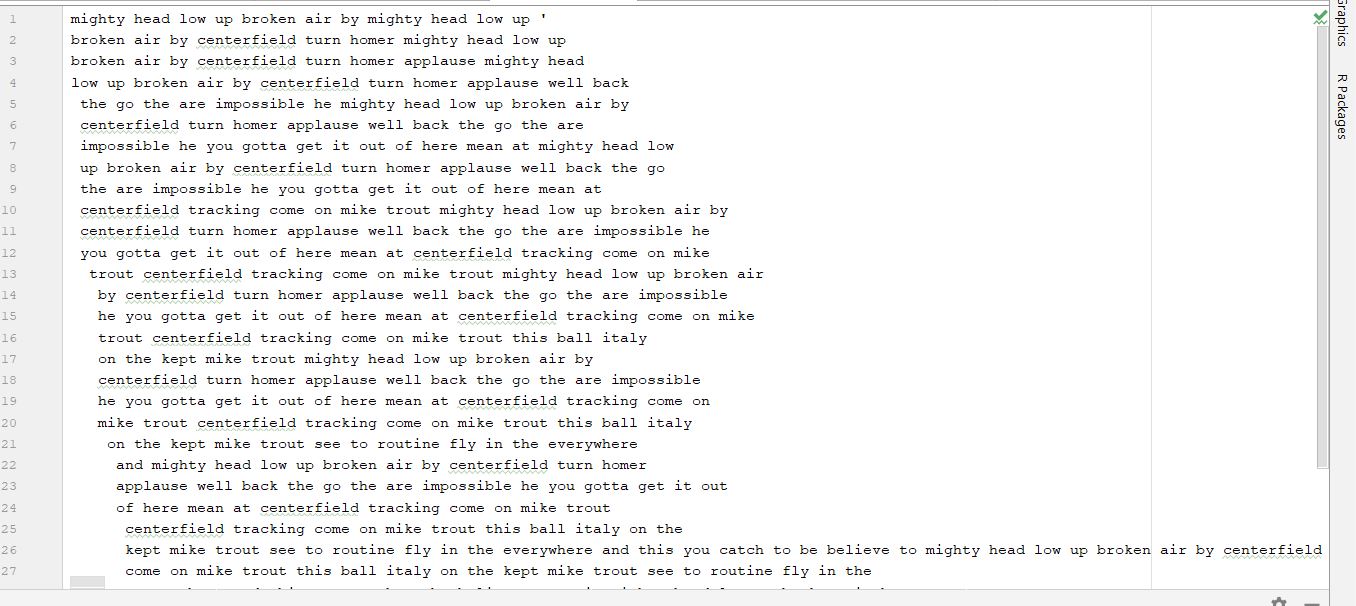 mighty head low up broken air by mighty head low up '
broken air by centerfield turn homer mighty head low up
broken air by centerfield turn homer applause mighty head
low up broken air by centerfield turn homer applause well back
the go the are impossible he mighty head low up broken air by
centerfield turn homer applause well back the go the are
impossible he you gotta get it out of here mean at mighty head low
up broken air by centerfield turn homer applause well back the go
the are impossible he you gotta get it out of here mean at
centerfield tracking come on mike trout mighty head low up broken air by
centerfield turn homer applause well back the go the are impossible he
you gotta get it out of here mean at centerfield tracking come on mike
trout centerfield tracking come on mike trout mighty head low up broken air
by centerfield turn homer applause well back the go the are impossible
he you gotta get it out of here mean at centerfield tracking come on mike
trout centerfield tracking come on mike trout this ball italy
on the kept mike trout mighty head low up broken air by
centerfield turn homer applause well back the go the are impossible
he you gotta get it out of here mean at centerfield tracking come on
mike trout centerfield tracking come on mike trout this ball italy
on the kept mike trout see to routine fly in the everywhere
and mighty head low up broken air by centerfield turn homer
applause well back the go the are impossible he you gotta get it out
of here mean at centerfield tracking come on mike trout
centerfield tracking come on mike trout this ball italy on the
kept mike trout see to routine fly in the everywhere and this you catch to be believe to mighty head low up broken air by centerfield
come on mike trout this ball italy on the kept mike trout see to routine fly in the
1
2
3
4
5
6
7
8
9
10
11
12
13
14
15
16
17
18
19
20
21
22
23
24
25
26
27
Graphics
R Packages